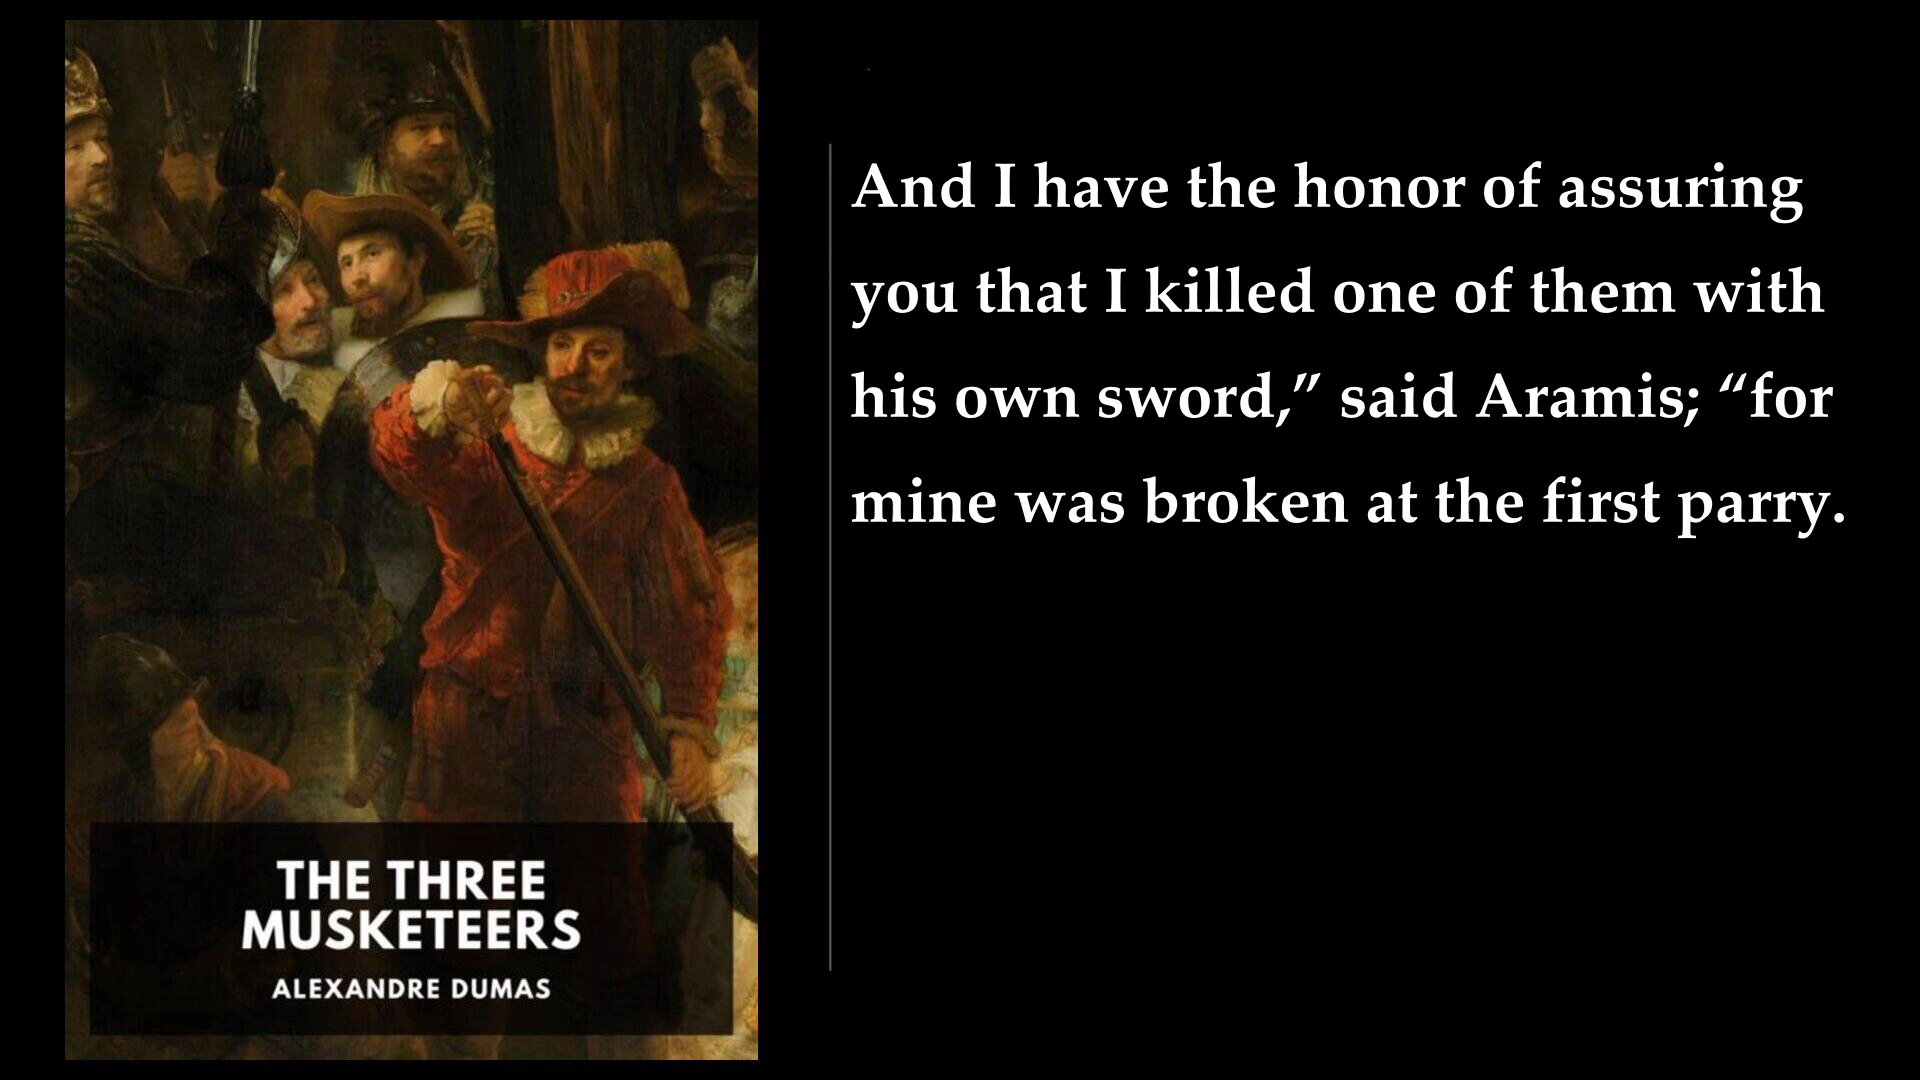 And I have the honor of assuring
you that I killed one of them with
his own sword,” said Aramis; “for
mine was broken at the first parry.
THE THREE
MUSKETEERS
ALEXANDRE DUMAS